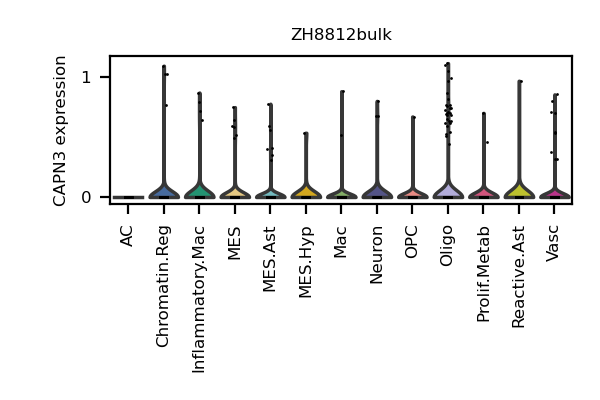 ZH8812bulk
CAPN3 expression
1
0
AC
Chromatin.Reg
Inflammatory.Mac
MES
MES.Ast
MES.Hyp
Mac
Neuron
OPC
Oligo
Prolif.Metab
Reactive.Ast
Vasc